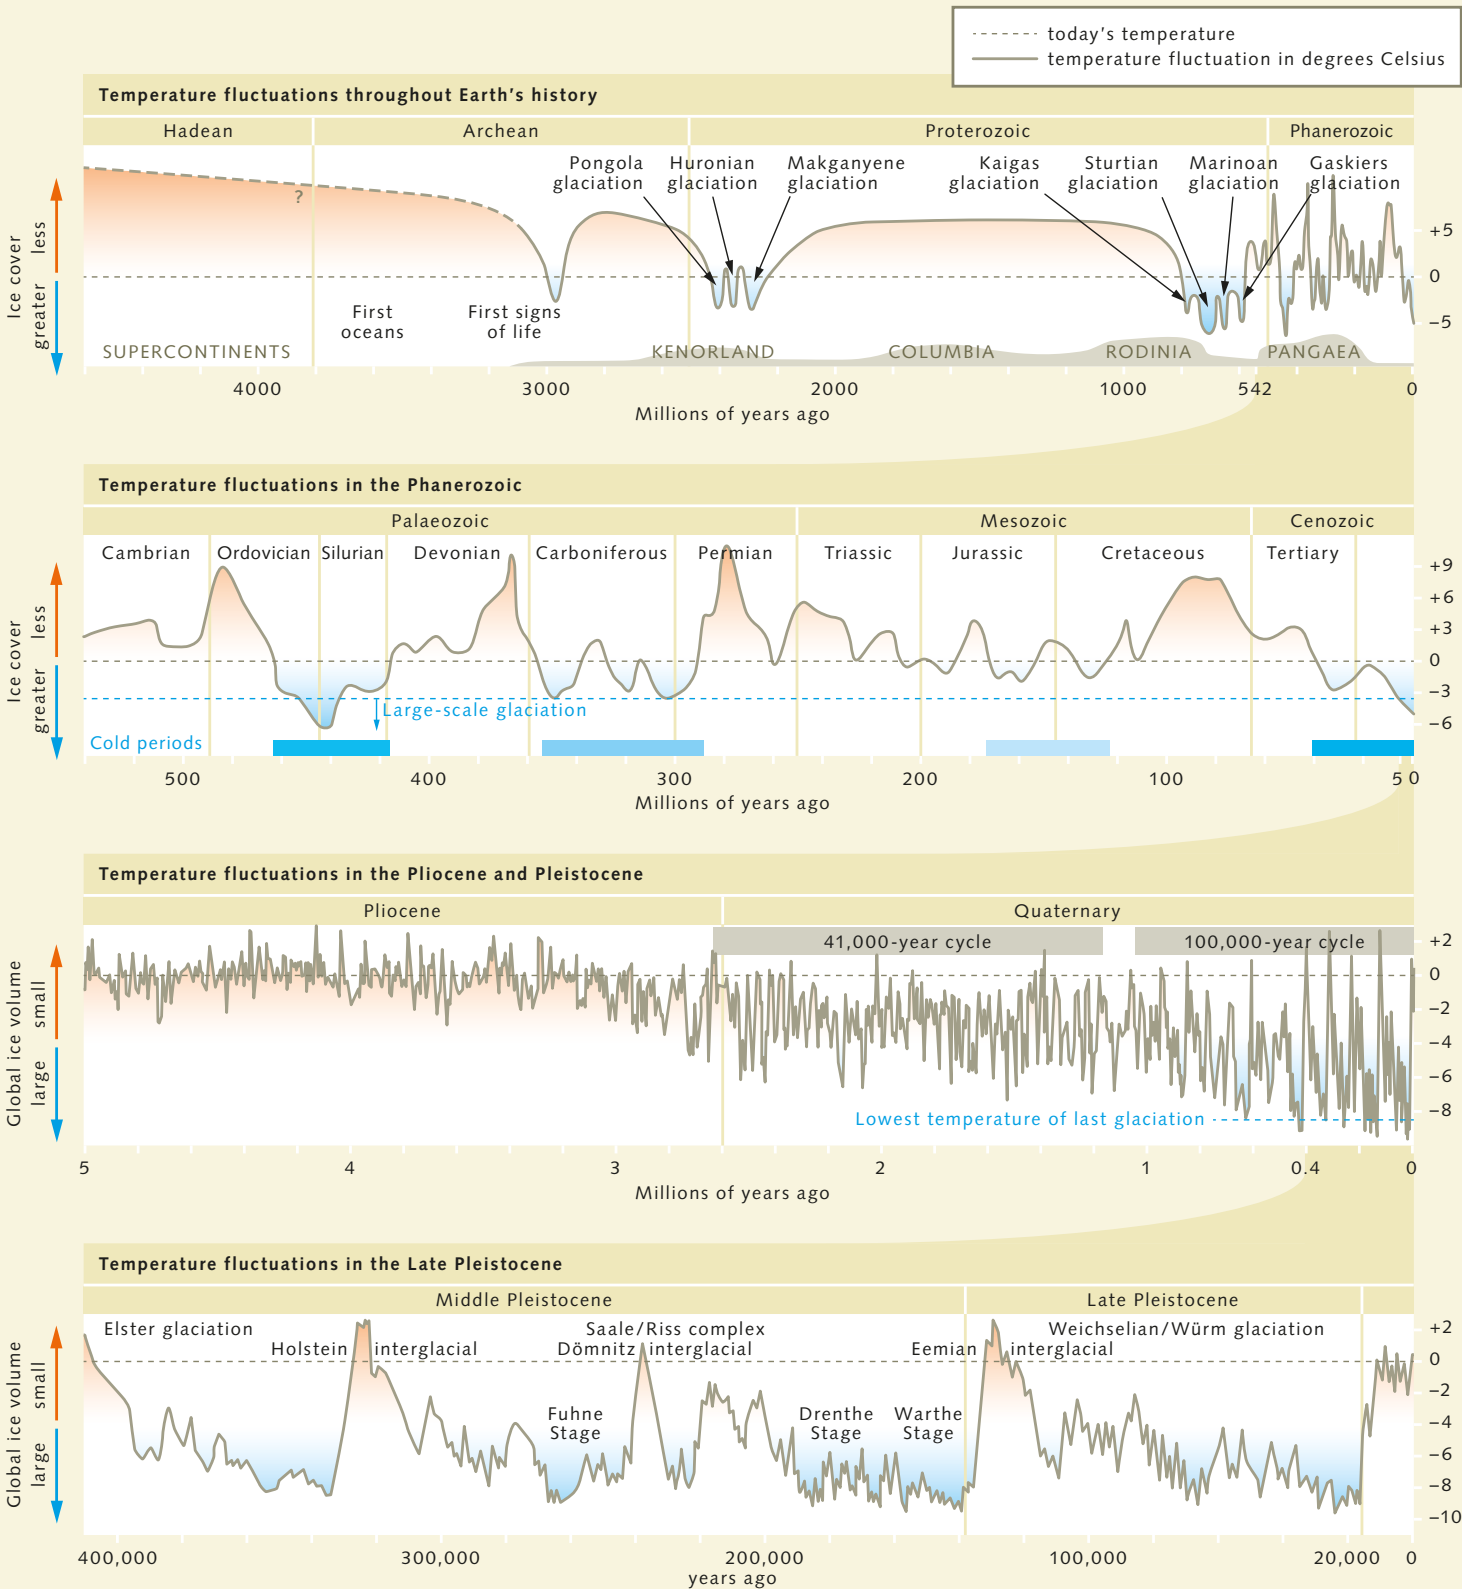 today's temperature
temperature fluctuation in degrees Celsius
Temperature fluctuations throughout Earth's history
Hadean Archean Proterozoic Phanerozoic
Pongola glaciation
Huronian glaciation
Makganyene glaciation
Kaigas glaciation
Sturtian glaciation
Marinoan glaciation
Gaskiers glaciation
?
Ice cover
greater less
+5
0
−5
First oceans
First signs of life
SUPERCONTINENTS KENORLAND COLUMBIA RODINIA PANGAEA
4000 3000 2000 1000 542 0
Millions of years ago
Temperature fluctuations in the Phanerozoic
Palaeozoic Mesozoic Cenozoic
Cambrian Ordovician Silurian Devonian Carboniferous Permian Triassic Jurassic Cretaceous Tertiary
Ice cover
greater less
+9
+6
+3
0
−3
−6
Large-scale glaciation
Cold periods
500 400 300 200 100 5 0
Millions of years ago
Temperature fluctuations in the Pliocene and Pleistocene
Pliocene Quaternary
41,000-year cycle 100,000-year cycle
Global ice volume
large small
+2
0
−2
−4
−6
−8
Lowest temperature of last glaciation
5 4 3 2 1 0.4 0
Millions of years ago
Temperature fluctuations in the Late Pleistocene
Middle Pleistocene Late Pleistocene
Elster glaciation Saale/Riss complex Weichselian/Würm glaciation
Holstein interglacial Dömnitz interglacial Eemian interglacial
Fuhne Stage
Drenthe Stage
Warthe Stage
Global ice volume
large small
+2
0
−2
−4
−6
−8
−10
400,000 300,000 200,000 100,000 20,000 0
years ago